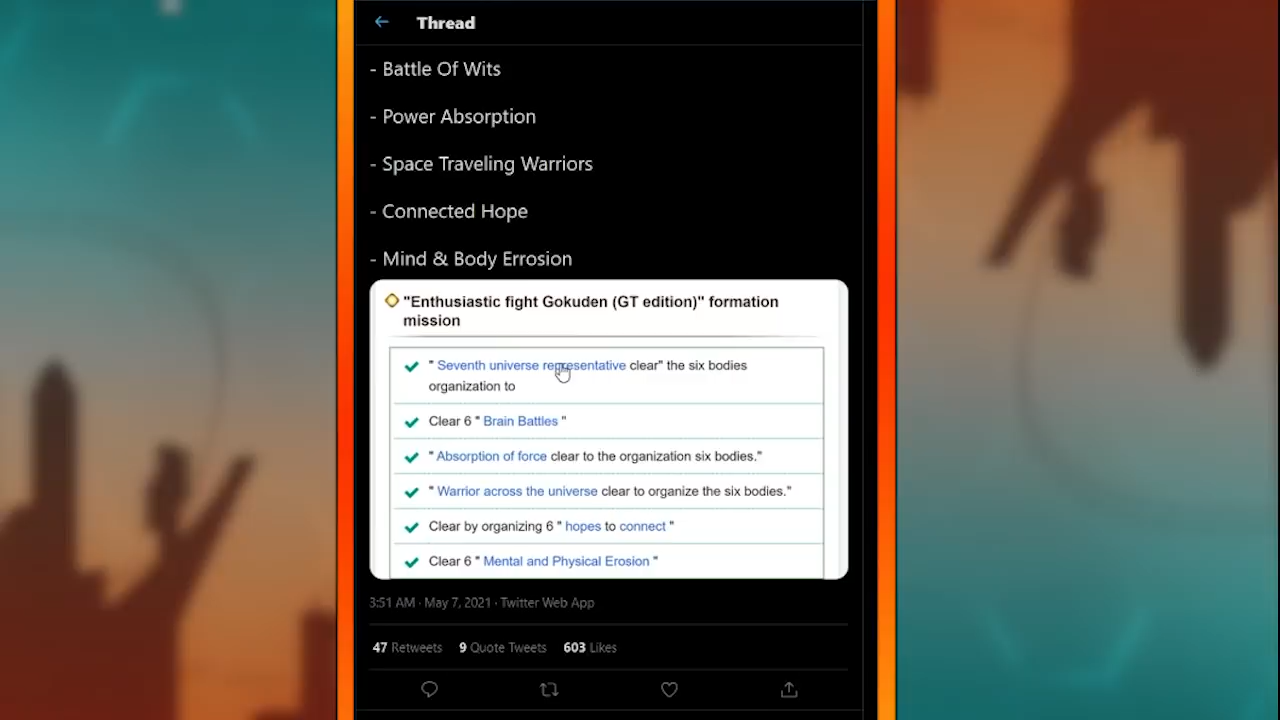 Thread
- Battle Of Wits
- Power Absorption
- Space Traveling Warriors
- Connected Hope
- Mind & Body Errosion
"Enthusiastic fight Gokuden (GT edition)" formation
mission
" Seventh universe representative clear" the six bodies
organization to
Clear 6 " Brain Battles "
" Absorption of force clear to the organization six bodies."
" Warrior across the universe clear to organize the six bodies."
Clear by organizing 6 " hopes to connect "
Clear 6 " Mental and Physical Erosion "
3:51 AM · May 7, 2021 · Twitter Web App
47 Retweets 9 Quote Tweets 603 Likes